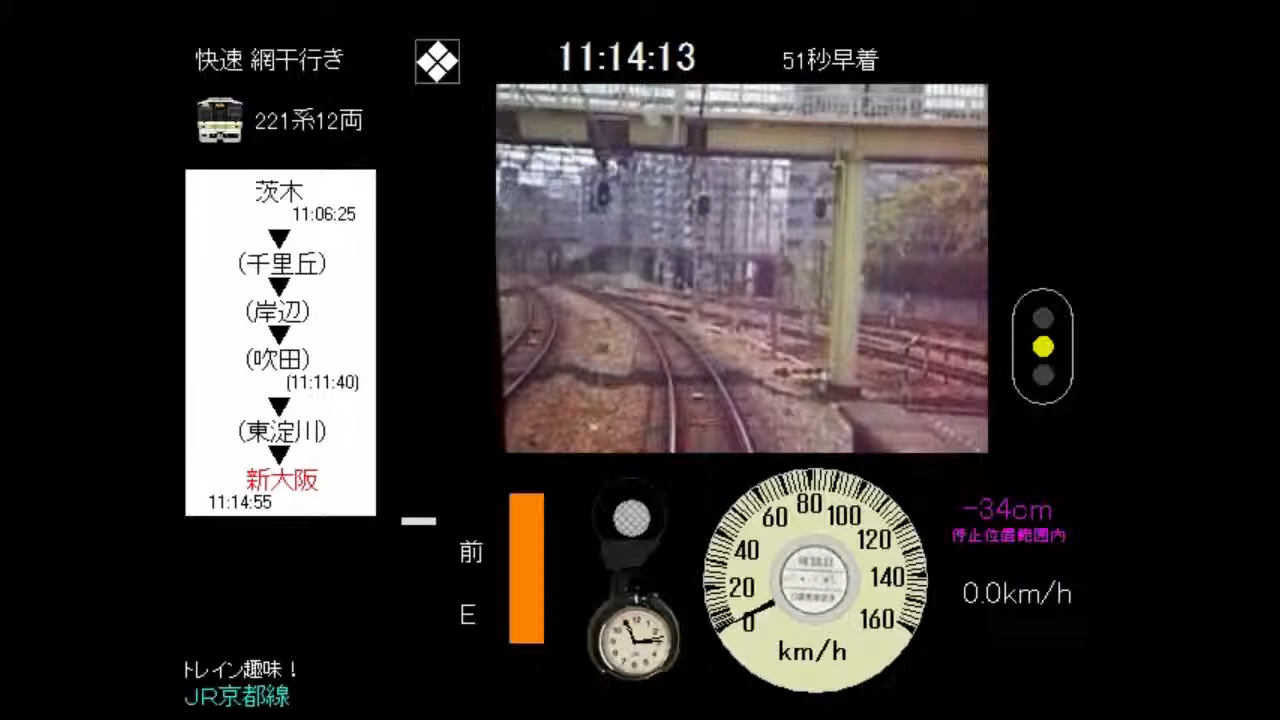 快速 網干行き
11:14:13
51秒早着
221系12両
茨木
11:06:25
(千里丘)
(岸辺)
(吹田)
(11:11:40)
(東淀川)
新大阪
11:14:55
前
E
0
20
40
60
80
100
120
140
160
km/h
-34cm
停止位置範囲内
0.0km/h
トレイン趣味！
JR京都線